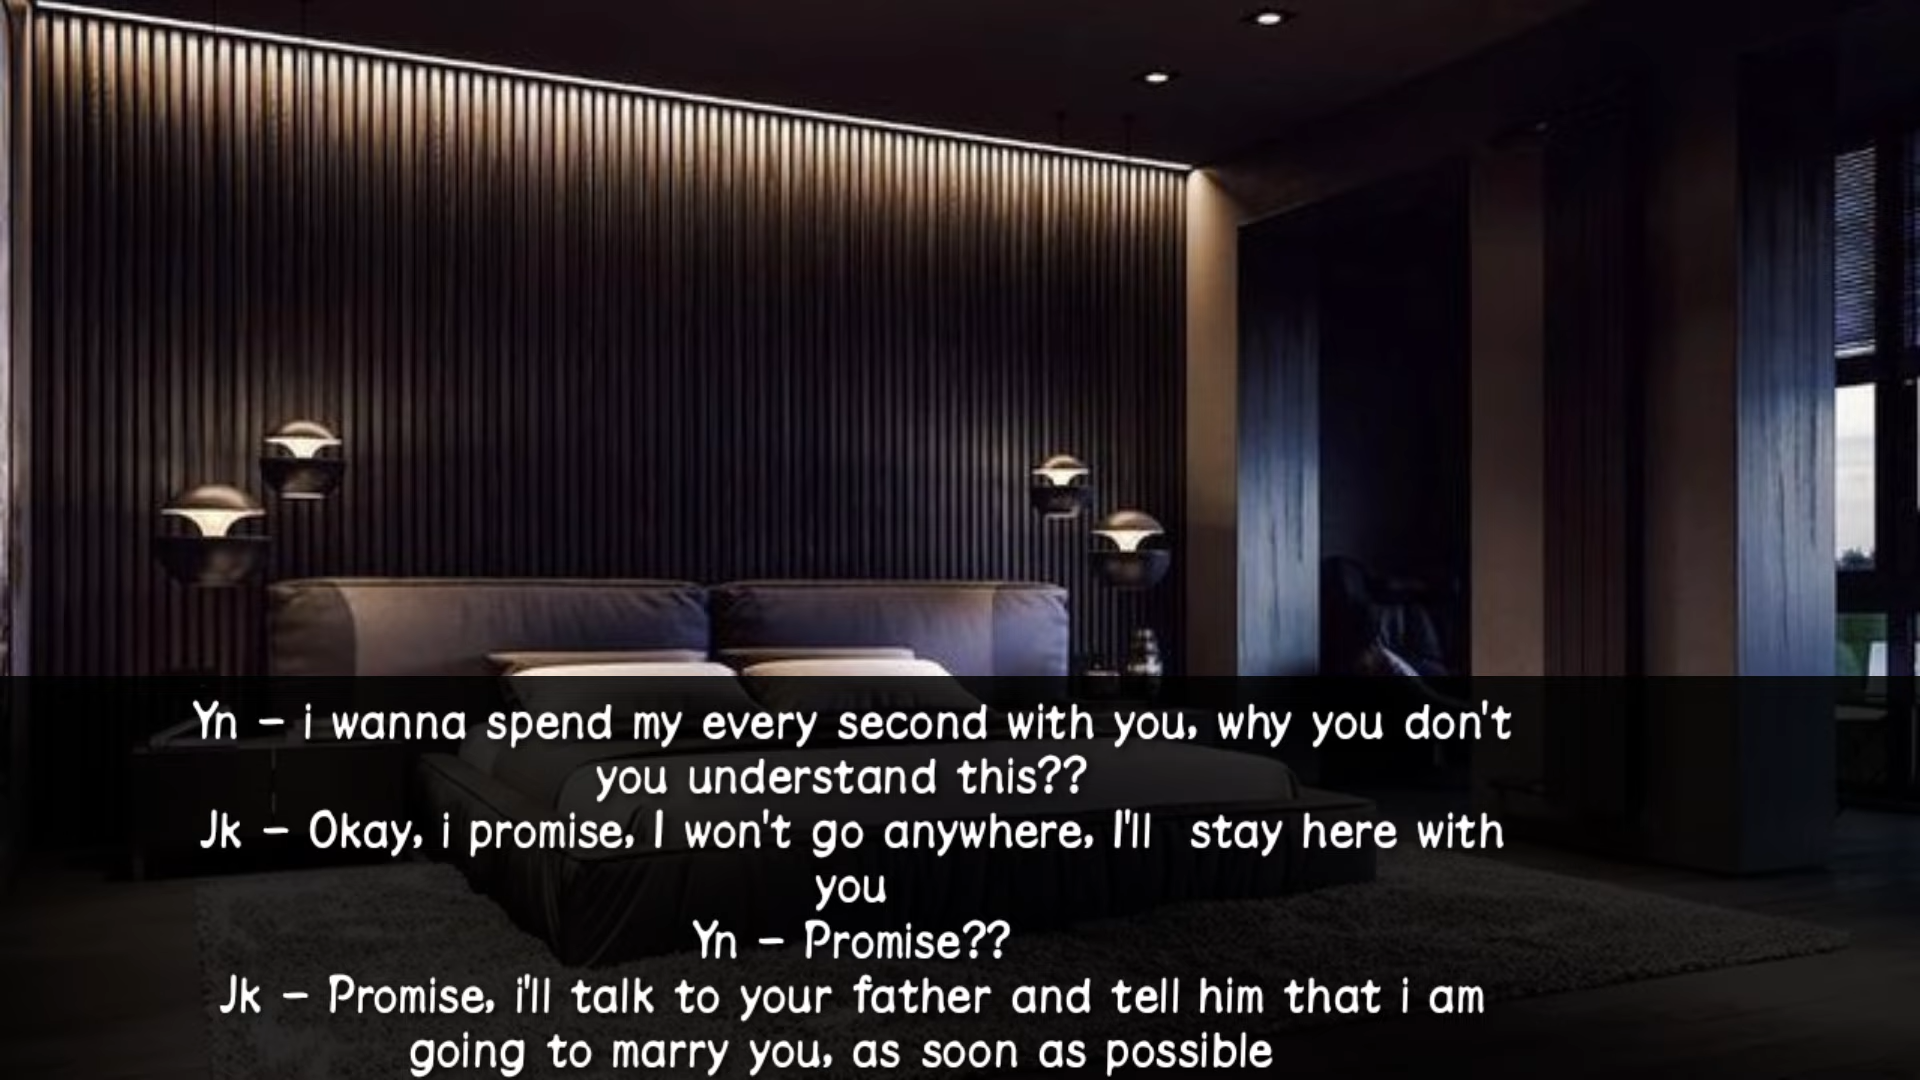 Yn – i wanna spend my every second with you, why you don't
you understand this??
Jk – Okay, i promise, I won't go anywhere, I'll  stay here with
you
Yn – Promise??
Jk – Promise, i'll talk to your father and tell him that i am
going to marry you, as soon as possible